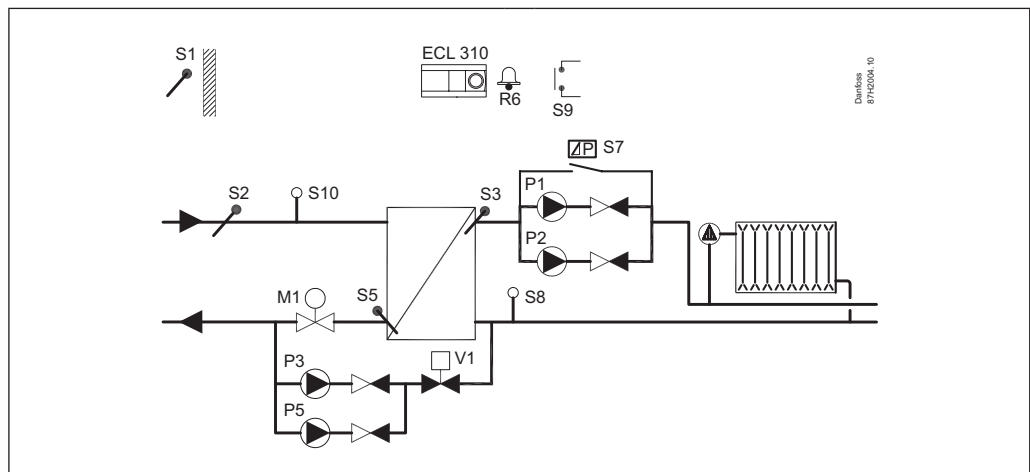 S1
ECL 310
R6
S9
Danfoss
87H2004.10
S2
S10
S3
P
S7
P1
P2
M1
S5
S8
P3
V1
P5